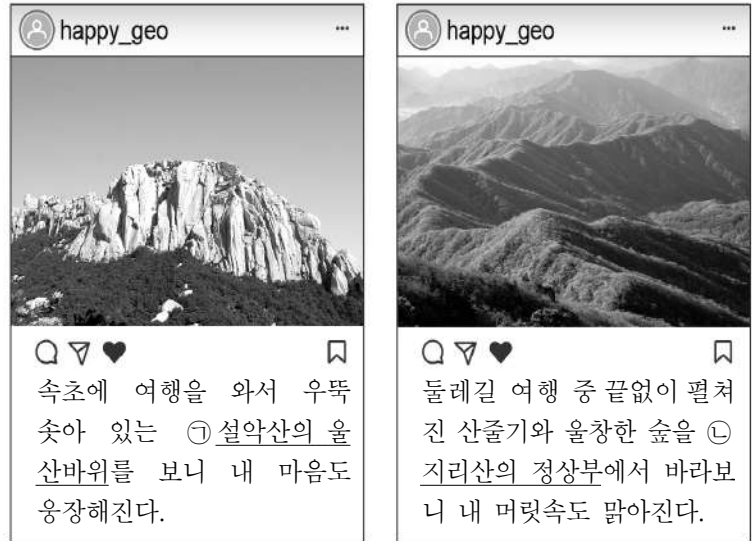 happy_geo
속초에 여행을 와서 우뚝
솟아 있는 ㉠설악산의 울
산바위를 보니 내 마음도
웅장해진다.
happy_geo
둘레길 여행 중 끝없이 펼쳐
진 산줄기와 울창한 숲을 ㉡
지리산의 정상부에서 바라보
니 내 머릿속도 맑아진다.